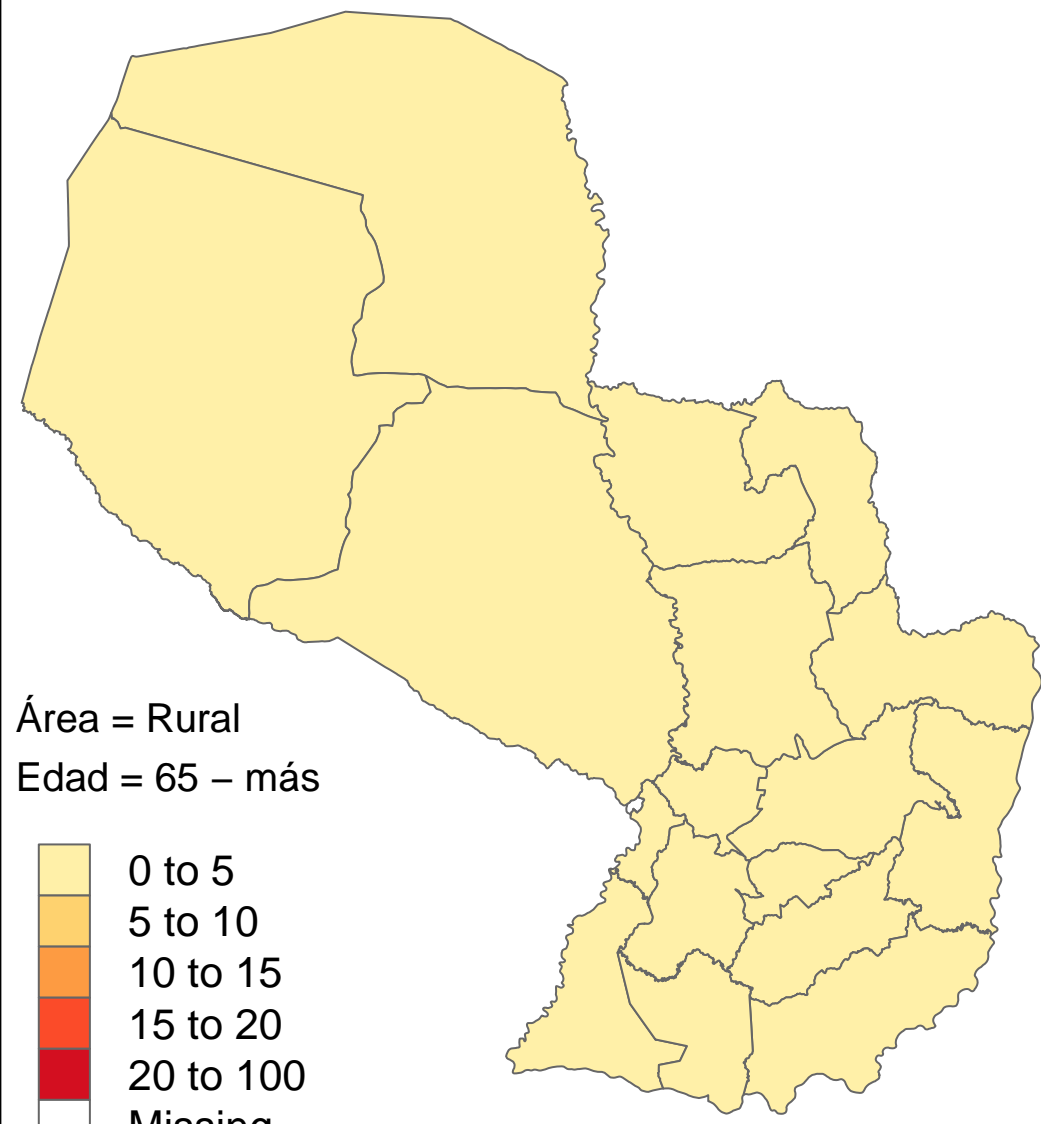 Área = Rural
Edad = 65 – más
0 to 5
5 to 10
10 to 15
15 to 20
20 to 100
Missing